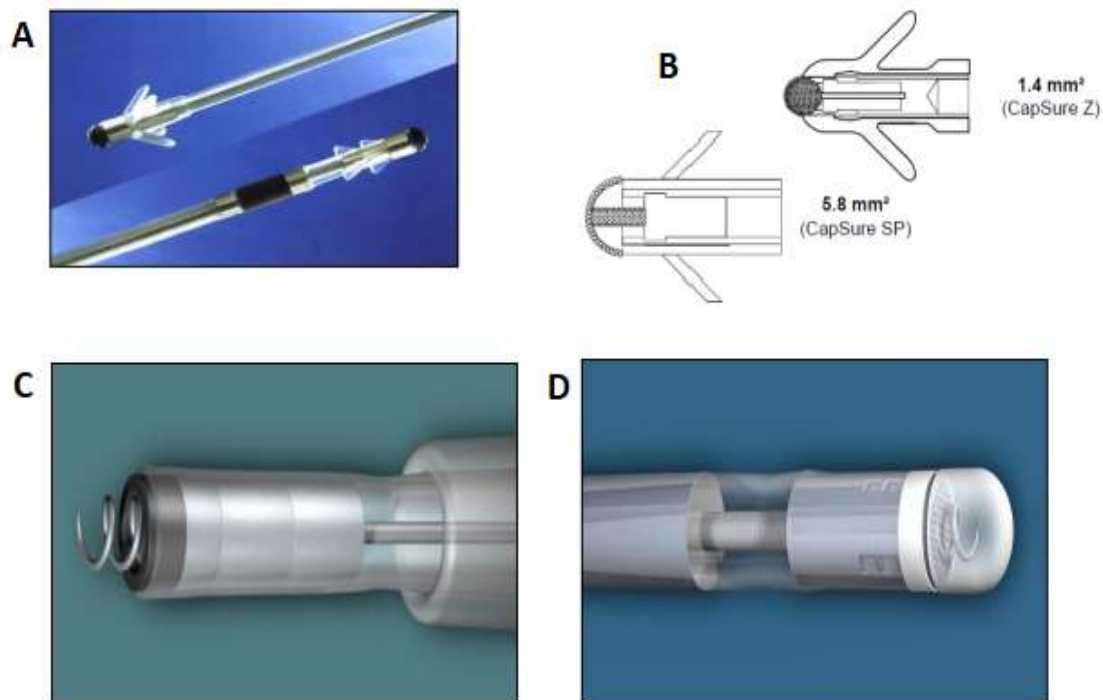 A
B
1.4 mm²
(CapSure Z)
5.8 mm²
(CapSure SP)
C
D